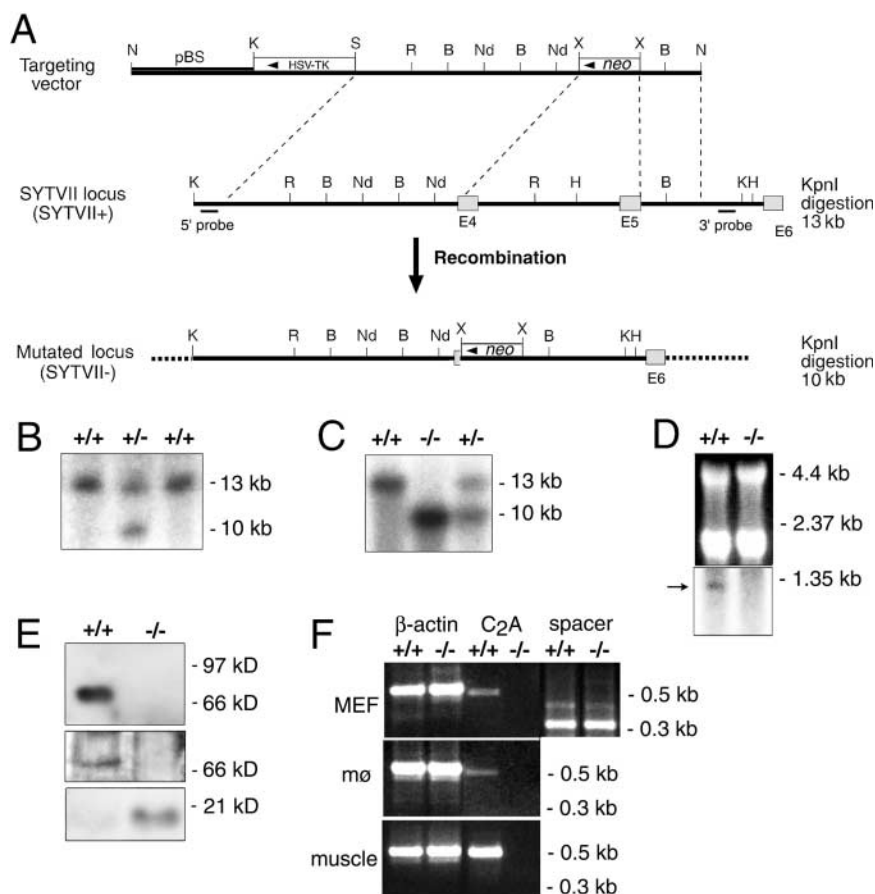 A
N K S R B Nd B Nd X X B N
pBS HSV-TK neo
Targeting
vector
K R B Nd B Nd R H B KH
SYTVII locus
(SYTVII+)
5' probe E4 E5 3' probe E6
KpnI
digestion
13 kb
Recombination
K R B Nd B Nd X X B KH
neo
Mutated locus
(SYTVII-)
E6
KpnI
digestion
10 kb
B
+/+ +/- +/+
- 13 kb
- 10 kb
C
+/+ -/- +/-
- 13 kb
- 10 kb
D
+/+ -/-
- 4.4 kb
- 2.37 kb
- 1.35 kb
E
+/+ -/-
- 97 kD
- 66 kD
- 66 kD
- 21 kD
F
β-actin C2A spacer
+/+ -/- +/+ -/- +/+ -/-
MEF
- 0.5 kb
- 0.3 kb
mø
- 0.5 kb
- 0.3 kb
muscle
- 0.5 kb
- 0.3 kb